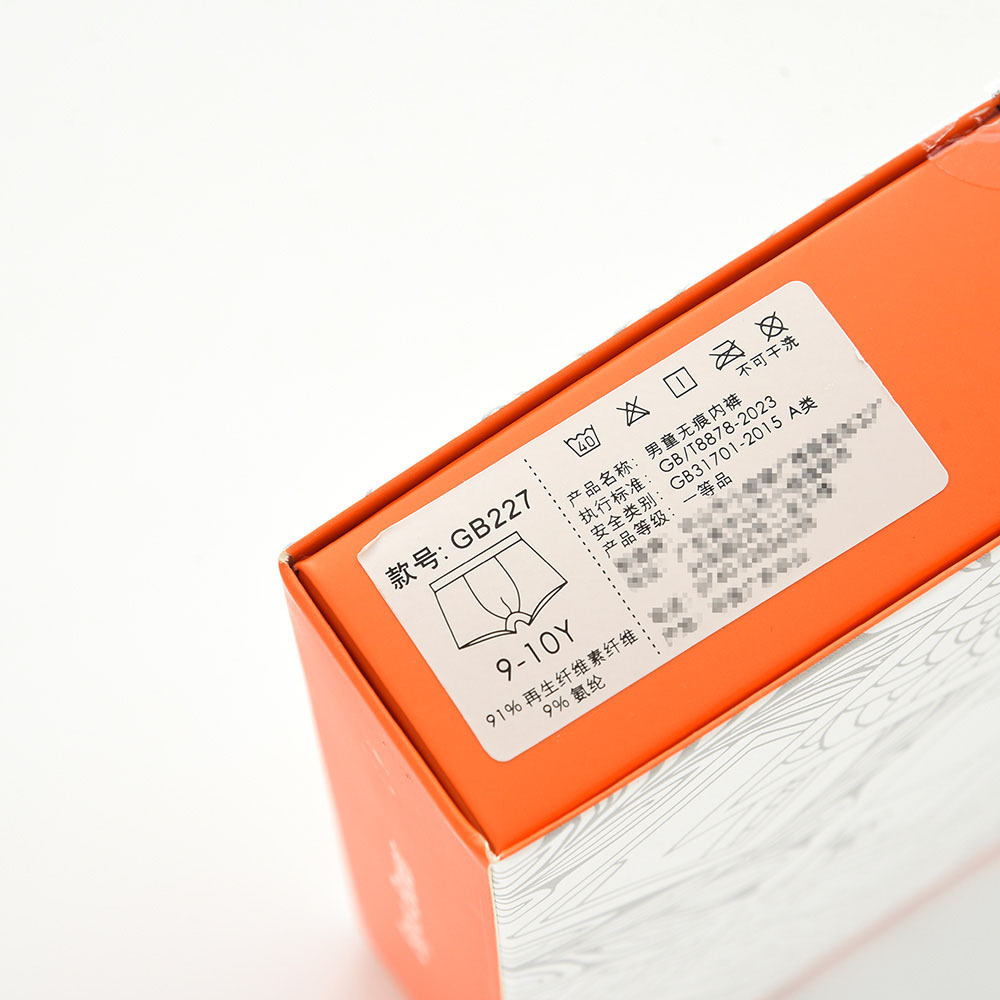 款号: GB227
9-10Y
91% 再生纤维素纤维
9% 氨纶
40
不可干洗
产品名称: 男童无痕内裤
执行标准: GB/T8878-2023
安全类别: GB31701-2015 A类
产品等级 一等品